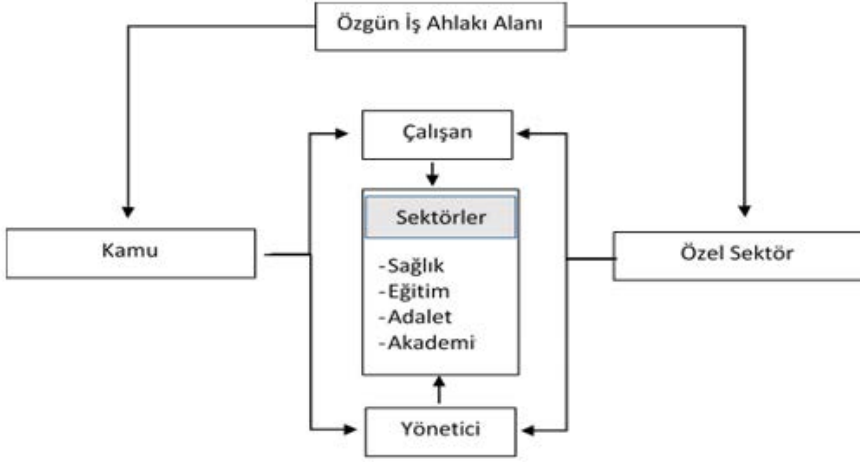 Özgün İş Ahlakı Alanı
Çalışan
Sektörler
Kamu
Özel Sektör
-Sağlık
-Eğitim
-Adalet
-Akademi
Yönetici